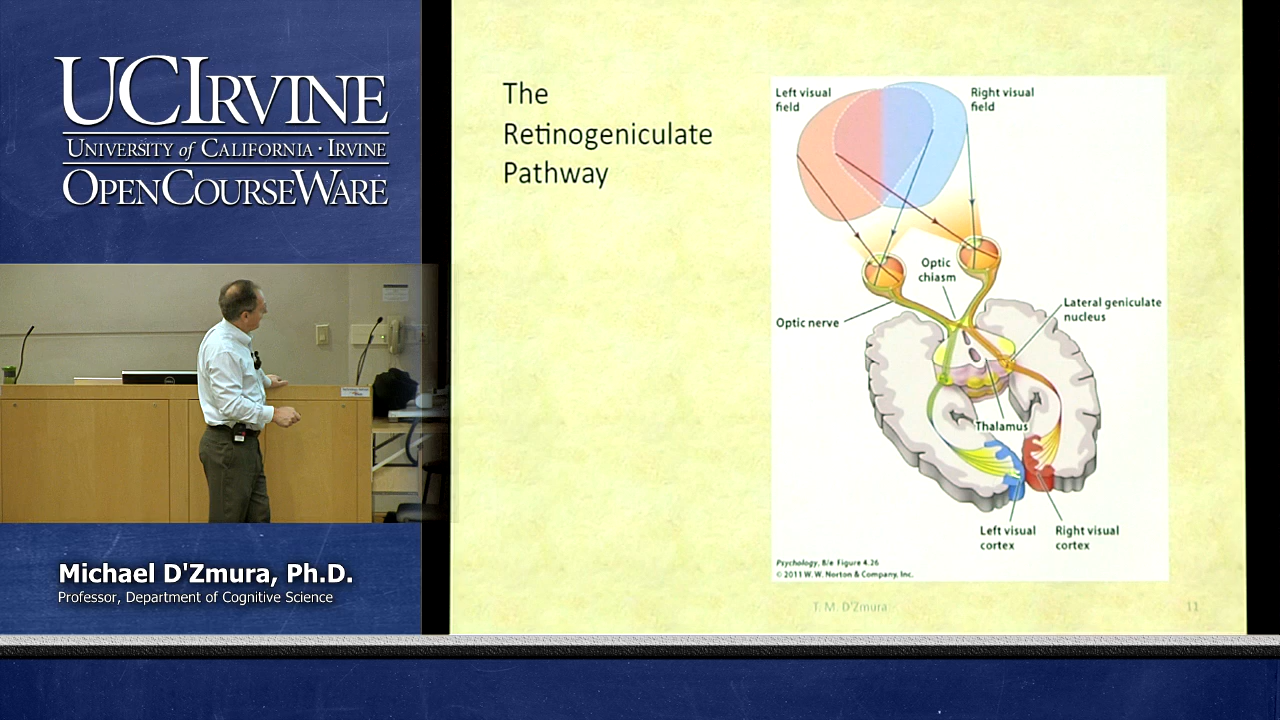 UCIRVINE
UNIVERSITY of CALIFORNIA · IRVINE
OPENCOURSEWARE
Michael D'Zmura, Ph.D.
Professor, Department of Cognitive Science
The
Retinogeniculate
Pathway
Left visual
field
Right visual
field
Optic
chiasm
Optic nerve
Lateral geniculate
nucleus
Thalamus
Left visual
cortex
Right visual
cortex
Psychology, 8/e Figure 4.26
© 2011 W. W. Norton & Company, Inc.
T. M. D'Zmura
11